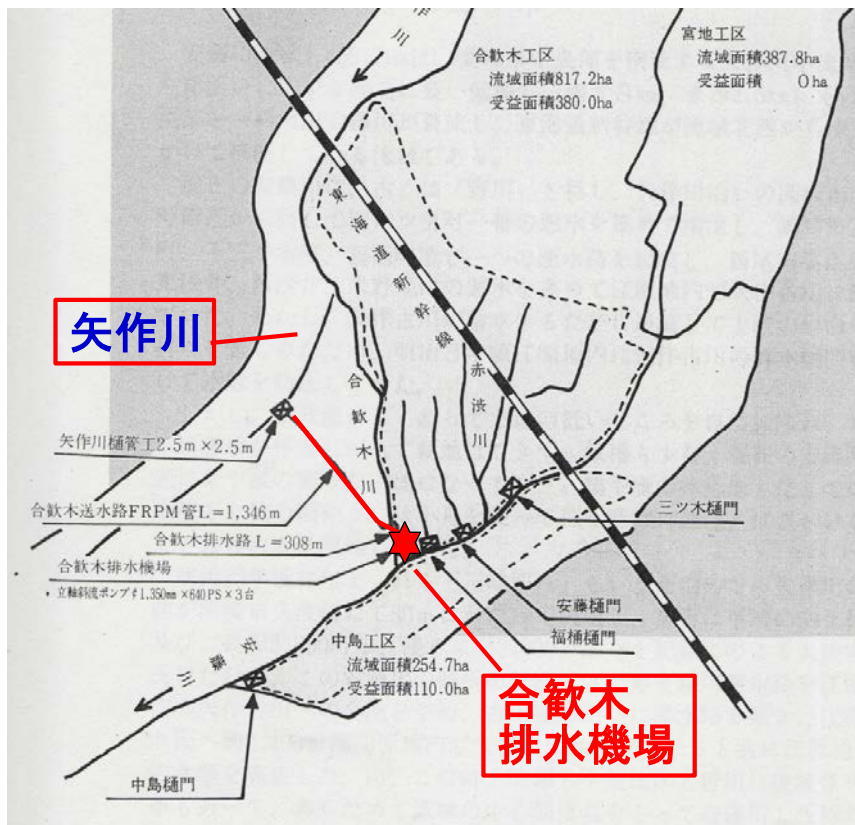 作川
宮地工区
流域面積387.8ha
受益面積 0ha
合歓木工区
流域面積817.2ha
受益面積380.0ha
東海道新幹線
矢作川
合歓木川
赤渋川
矢作川樋管工2.5m×2.5m
合歓木送水路FRPM管L=1,346m
三ツ木樋門
合歓木排水路L=308m
合歓木排水機場
・立軸斜流ポンプ∮1,350mm×640PS×3台
安藤樋門
福桶樋門
中島工区
流域面積254.7ha
受益面積110.0ha
安藤川
合歓木
排水機場
中島樋門